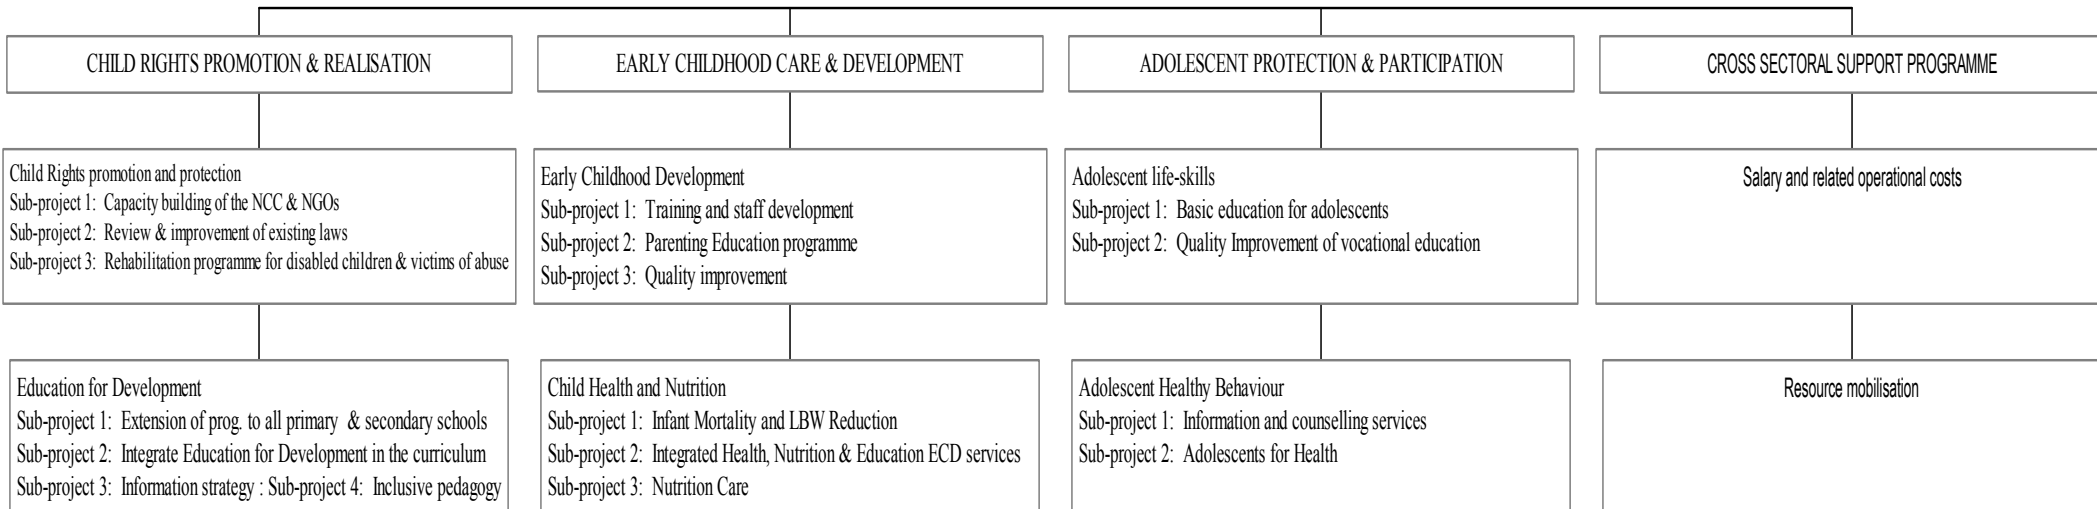 CHILD RIGHTS PROMOTION & REALISATION
EARLY CHILDHOOD CARE & DEVELOPMENT
ADOLESCENT PROTECTION & PARTICIPATION
CROSS SECTORAL SUPPORT PROGRAMME
Child Rights promotion and protection
Sub-project 1: Capacity building of the NCC & NGOs
Sub-project 2: Review & improvement of existing laws
Sub-project 3: Rehabilitation programme for disabled children & victims of abuse
Early Childhood Development
Sub-project 1: Training and staff development
Sub-project 2: Parenting Education programme
Sub-project 3: Quality improvement
Adolescent life-skills
Sub-project 1: Basic education for adolescents
Sub-project 2: Quality Improvement of vocational education
Salary and related operational costs
Education for Development
Sub-project 1: Extension of prog. to all primary & secondary schools
Sub-project 2: Integrate Education for Development in the curriculum
Sub-project 3: Information strategy : Sub-project 4: Inclusive pedagogy
Child Health and Nutrition
Sub-project 1: Infant Mortality and LBW Reduction
Sub-project 2: Integrated Health, Nutrition & Education ECD services
Sub-project 3: Nutrition Care
Adolescent Healthy Behaviour
Sub-project 1: Information and counselling services
Sub-project 2: Adolescents for Health
Resource mobilisation